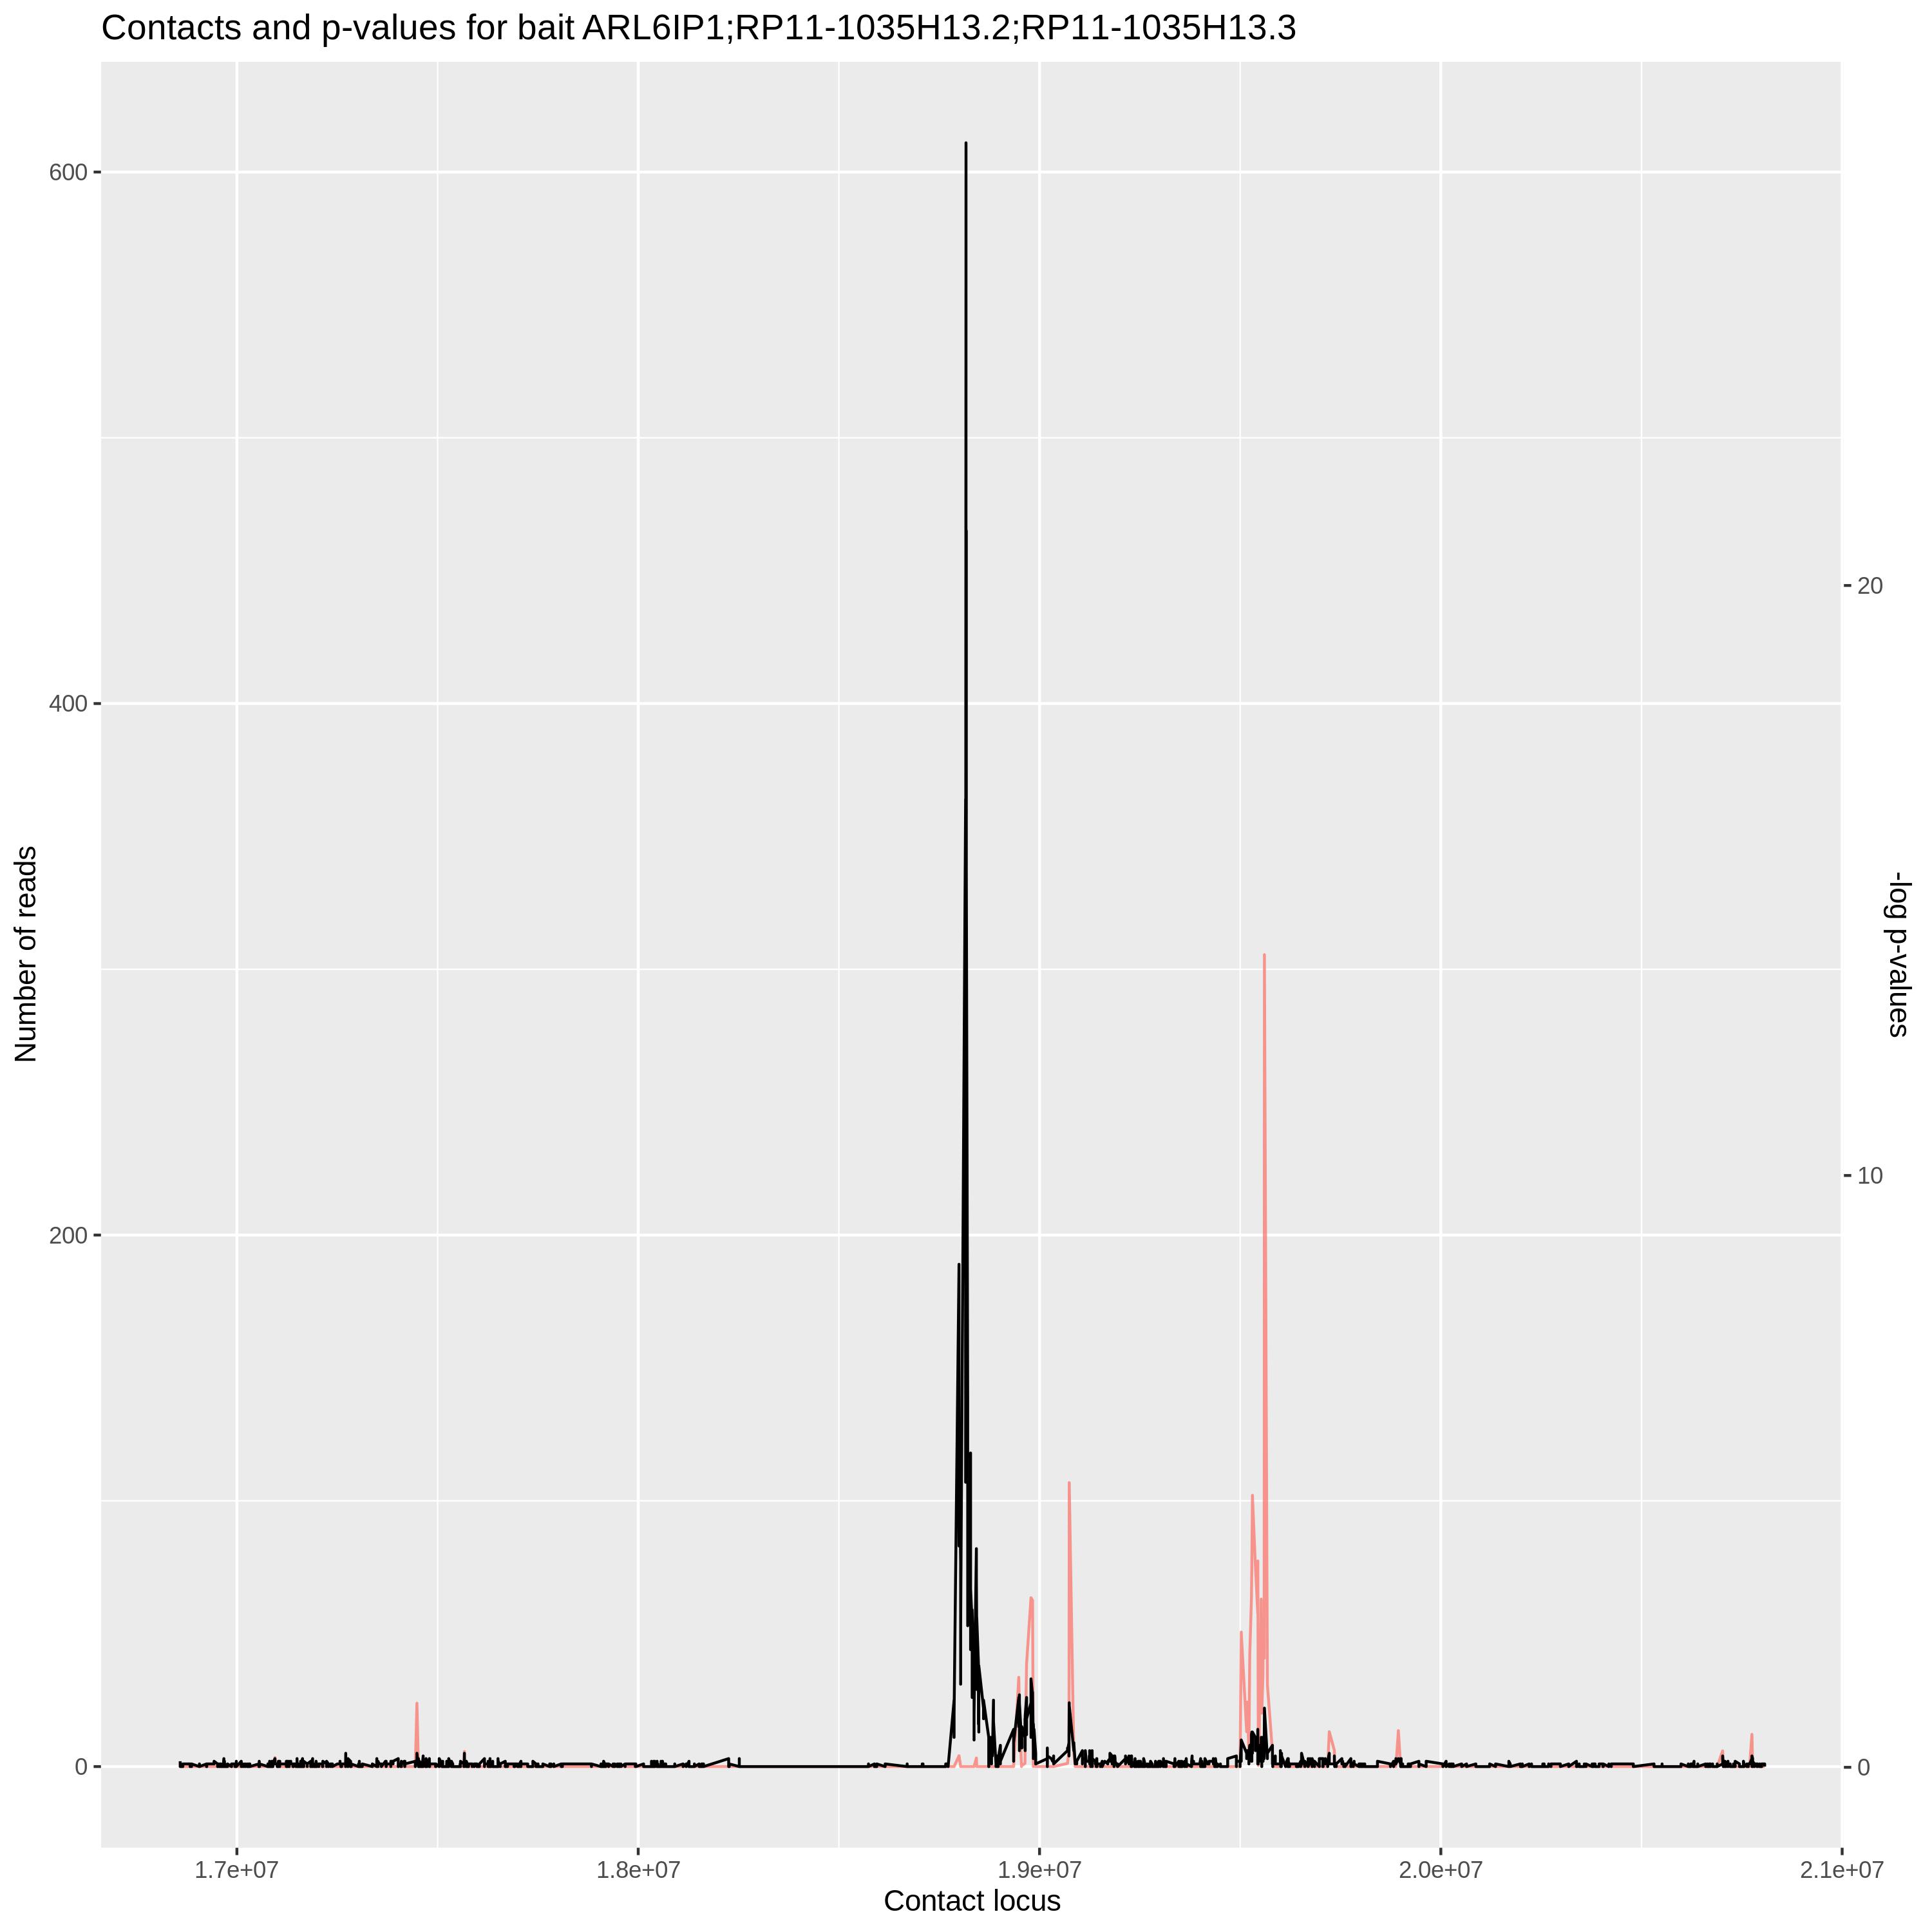 Contacts and p-values for bait ARL6IP1;RP11-1035H13.2;RP11-1035H13.3
600
400
200
0
Number of reads
20
10
0
-log p-values
1.7e+07
1.8e+07
1.9e+07
2.0e+07
2.1e+07
Contact locus